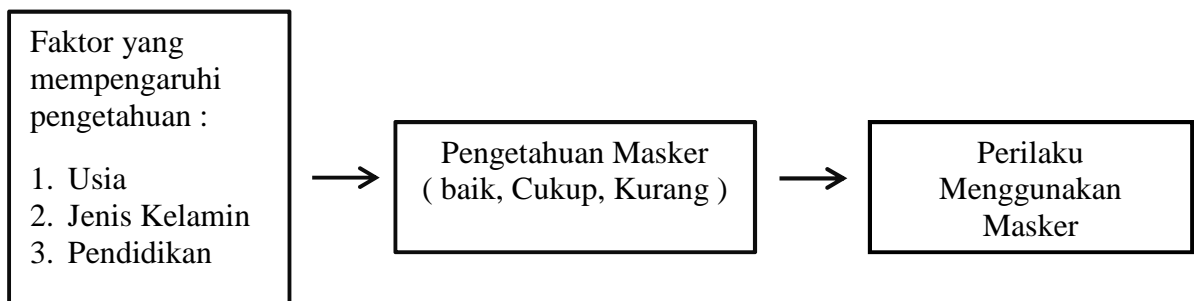 Faktor yang
mempengaruhi
pengetahuan :
1. Usia
2. Jenis Kelamin
3. Pendidikan
Pengetahuan Masker
( baik, Cukup, Kurang )
Perilaku
Menggunakan
Masker